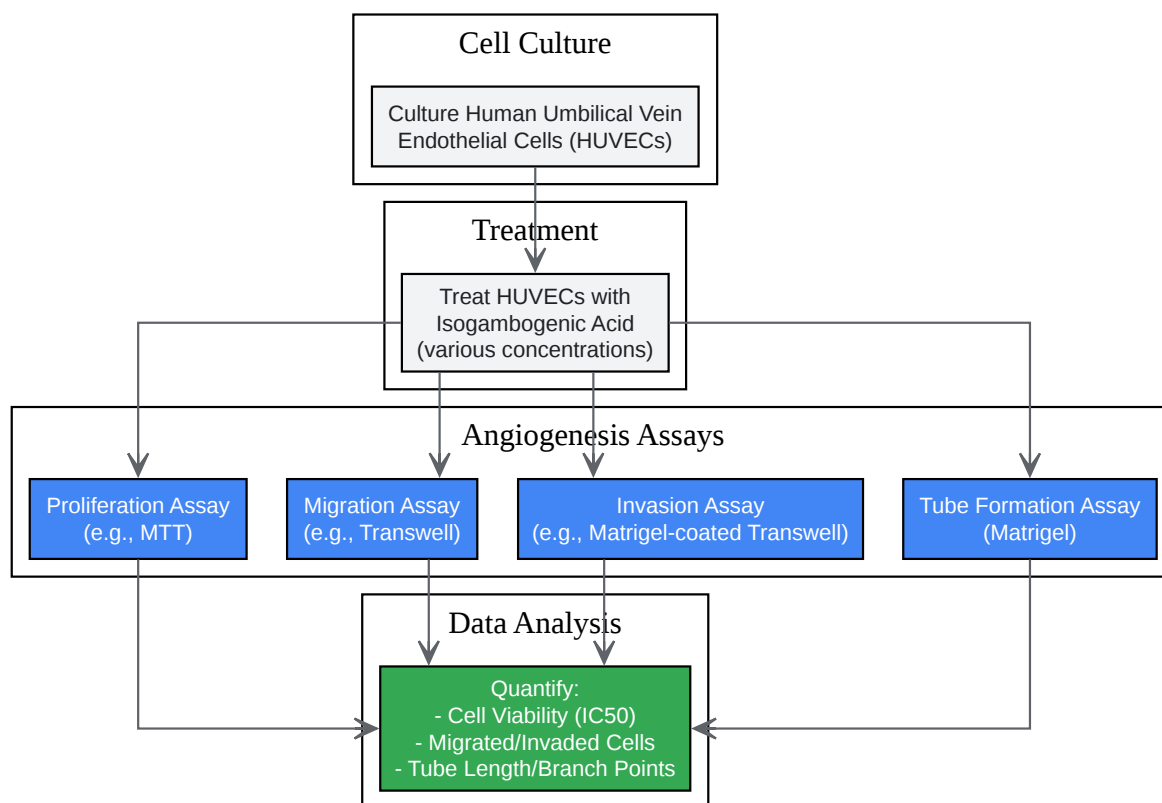 Cell Culture
Culture Human Umbilical Vein
Endothelial Cells (HUVECs)
Treatment
Treat HUVECs with
Isogambogenic Acid
(various concentrations)
Angiogenesis Assays
Proliferation Assay
(e.g., MTT)
Migration Assay
(e.g., Transwell)
Invasion Assay
(e.g., Matrigel-coated Transwell)
Tube Formation Assay
(Matrigel)
Data Analysis
Quantify:
- Cell Viability (IC50)
- Migrated/Invaded Cells
- Tube Length/Branch Points